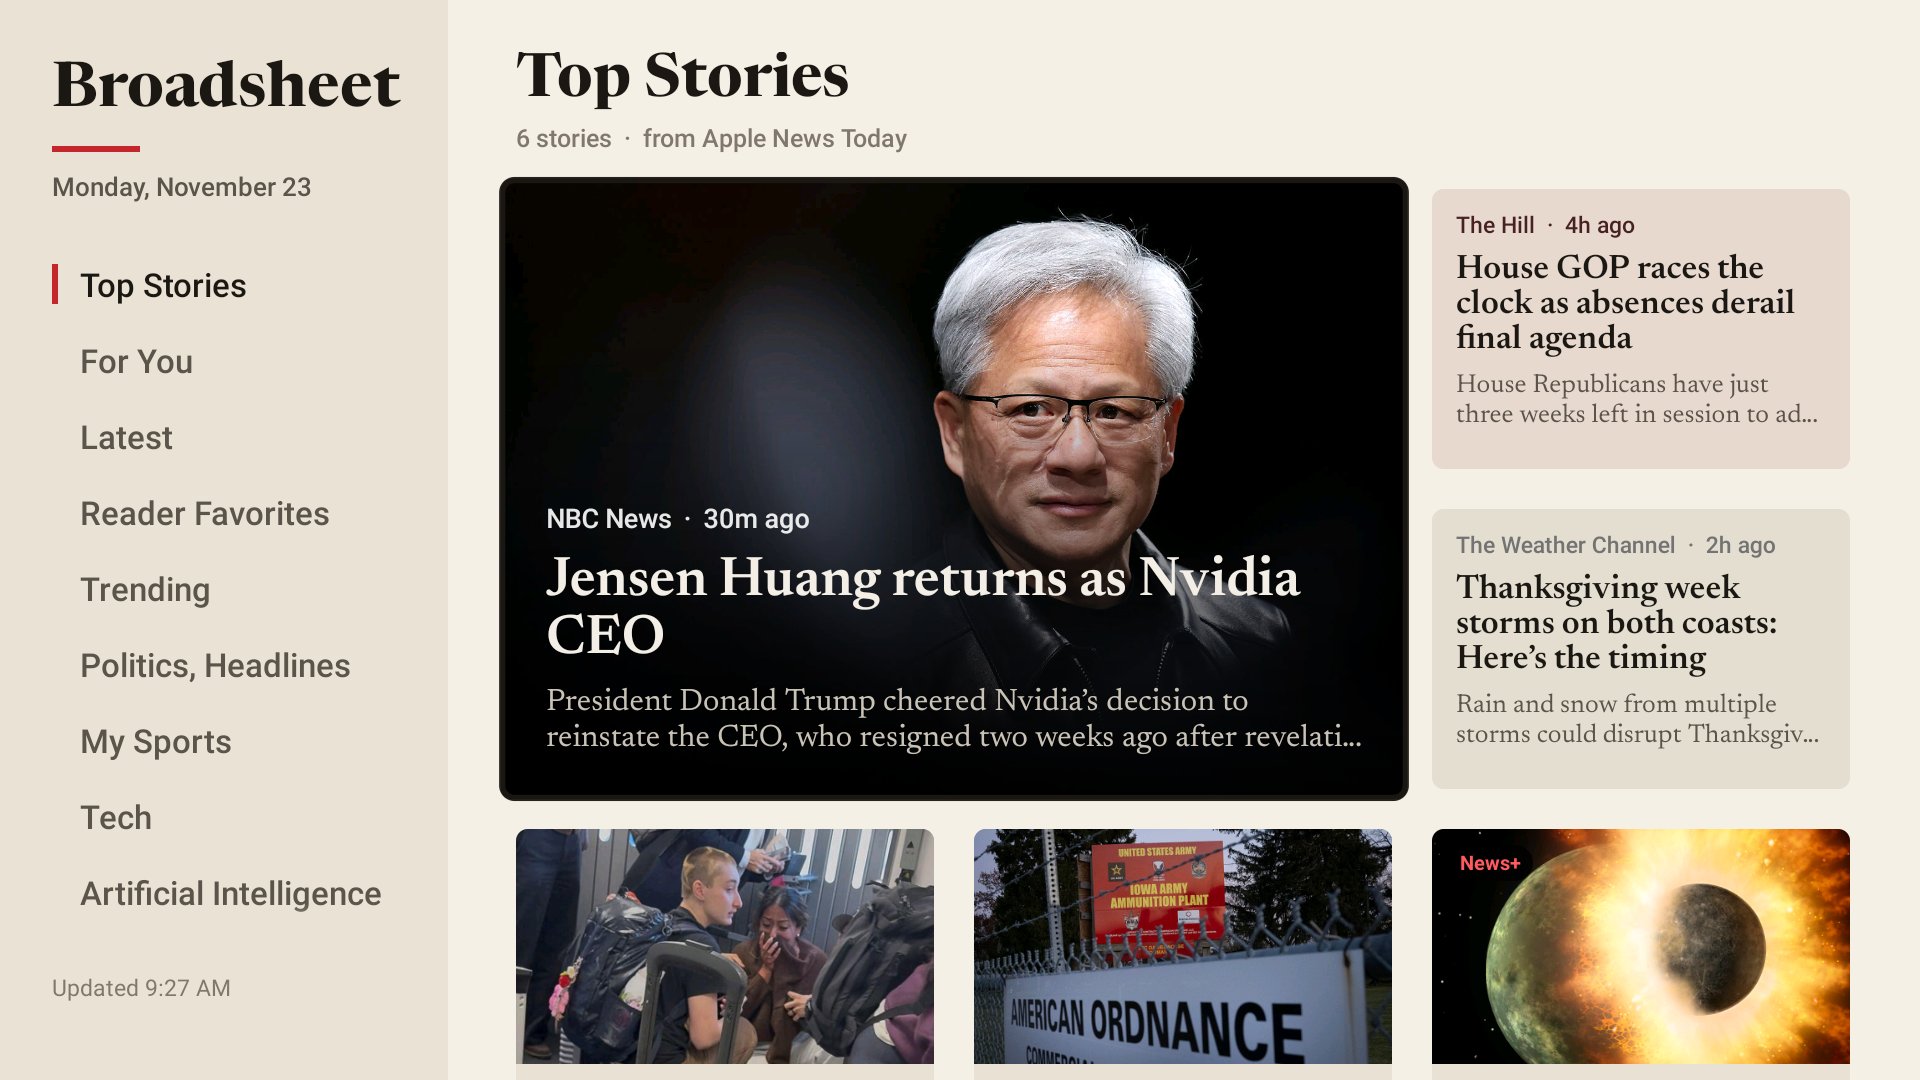 Broadsheet
Monday, November 23
Top Stories
For You
Latest
Reader Favorites
Trending
Politics, Headlines
My Sports
Tech
Artificial Intelligence
Updated 9:27 AM
Top Stories
6 stories · from Apple News Today
NBC News · 30m ago
Jensen Huang returns as Nvidia
CEO
President Donald Trump cheered Nvidia’s decision to
reinstate the CEO, who resigned two weeks ago after revelati...
The Hill · 4h ago
House GOP races the
clock as absences derail
final agenda
House Republicans have just
three weeks left in session to ad...
The Weather Channel · 2h ago
Thanksgiving week
storms on both coasts:
Here’s the timing
Rain and snow from multiple
storms could disrupt Thanksgiv...
UNITED STATES ARMY
IOWA ARMY
AMMUNITION PLANT
AMERICAN ORDNANCE
News+